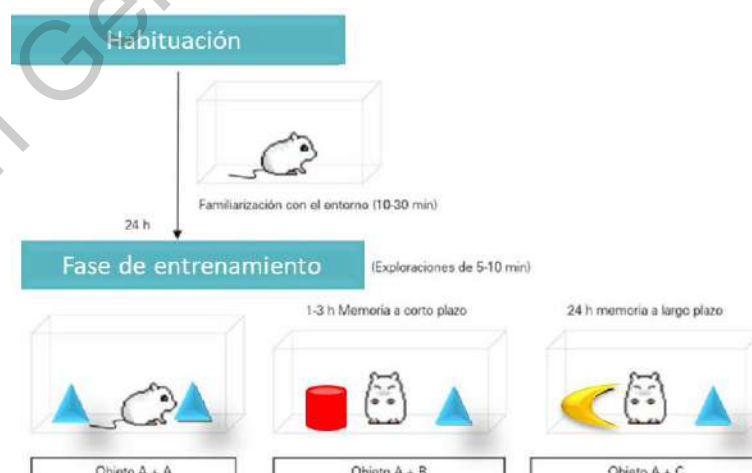 Habituación
Familiarización con el entorno (10-30 min)
24 h
Fase de entrenamiento
(Exploraciones de 5-10 min)
1-3 h Memoria a corto plazo
24 h memoria a largo plazo
Objeto A + A
Objeto A + B
Objeto A + C